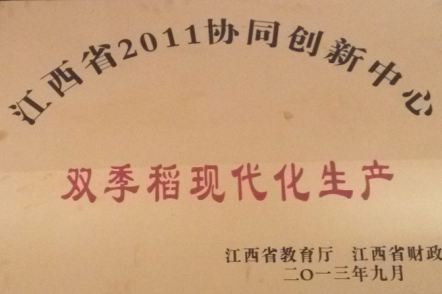 江西省2011协同创新中心
双季稻现代化生产
江西省教育厅 江西省财政
二〇一三年九月